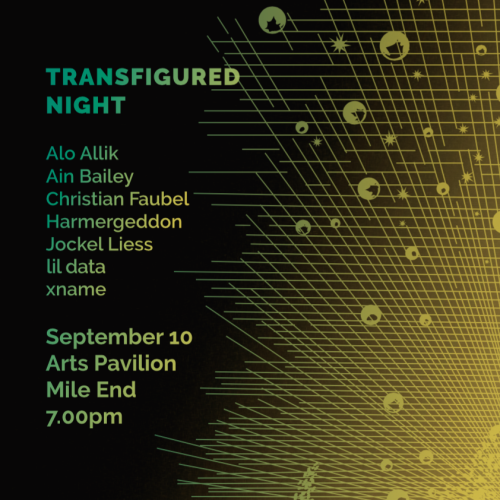 TRANSFIGURED
NIGHT
Alo Allik
Ain Bailey
Christian Faubel
Harmergeddon
Jockel Liess
lil data
xname
September 10
Arts Pavilion
Mile End
7.00pm